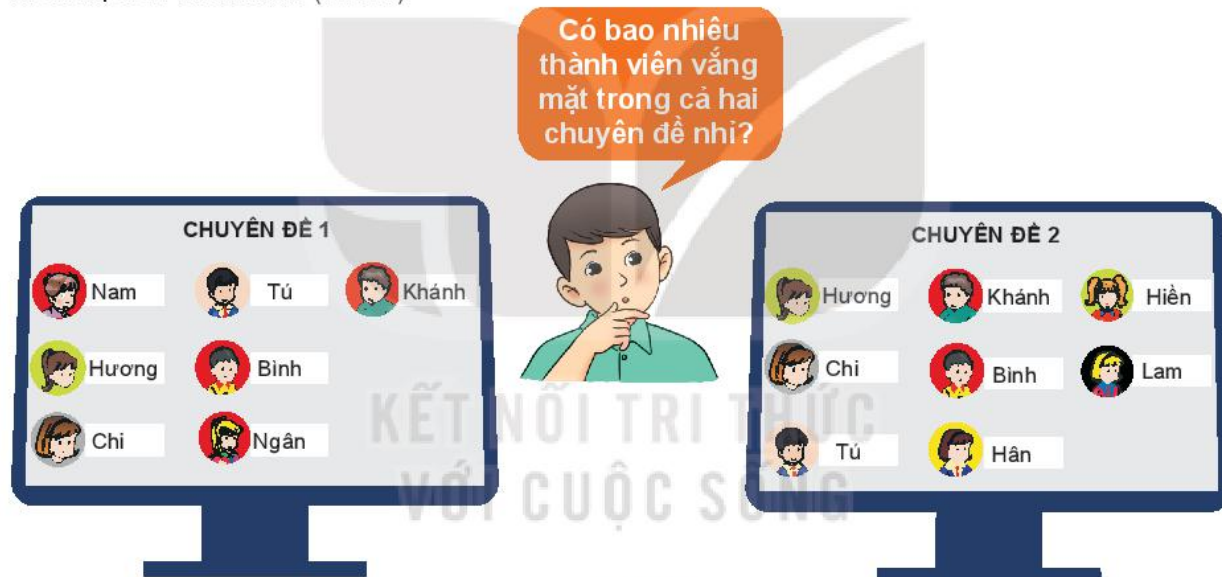 Có bao nhiêu
thành viên vắng
mặt trong cả hai
chuyên đề nhỉ?
CHUYÊN ĐỀ 1
Nam Tú Khánh
Hương Bình
Chi Ngân
CHUYÊN ĐỀ 2
Hương Khánh Hiền
Chi Bình Lam
Tú Hân
KẾT NỐI TRI THỨC
VỚI CUỘC SỐNG